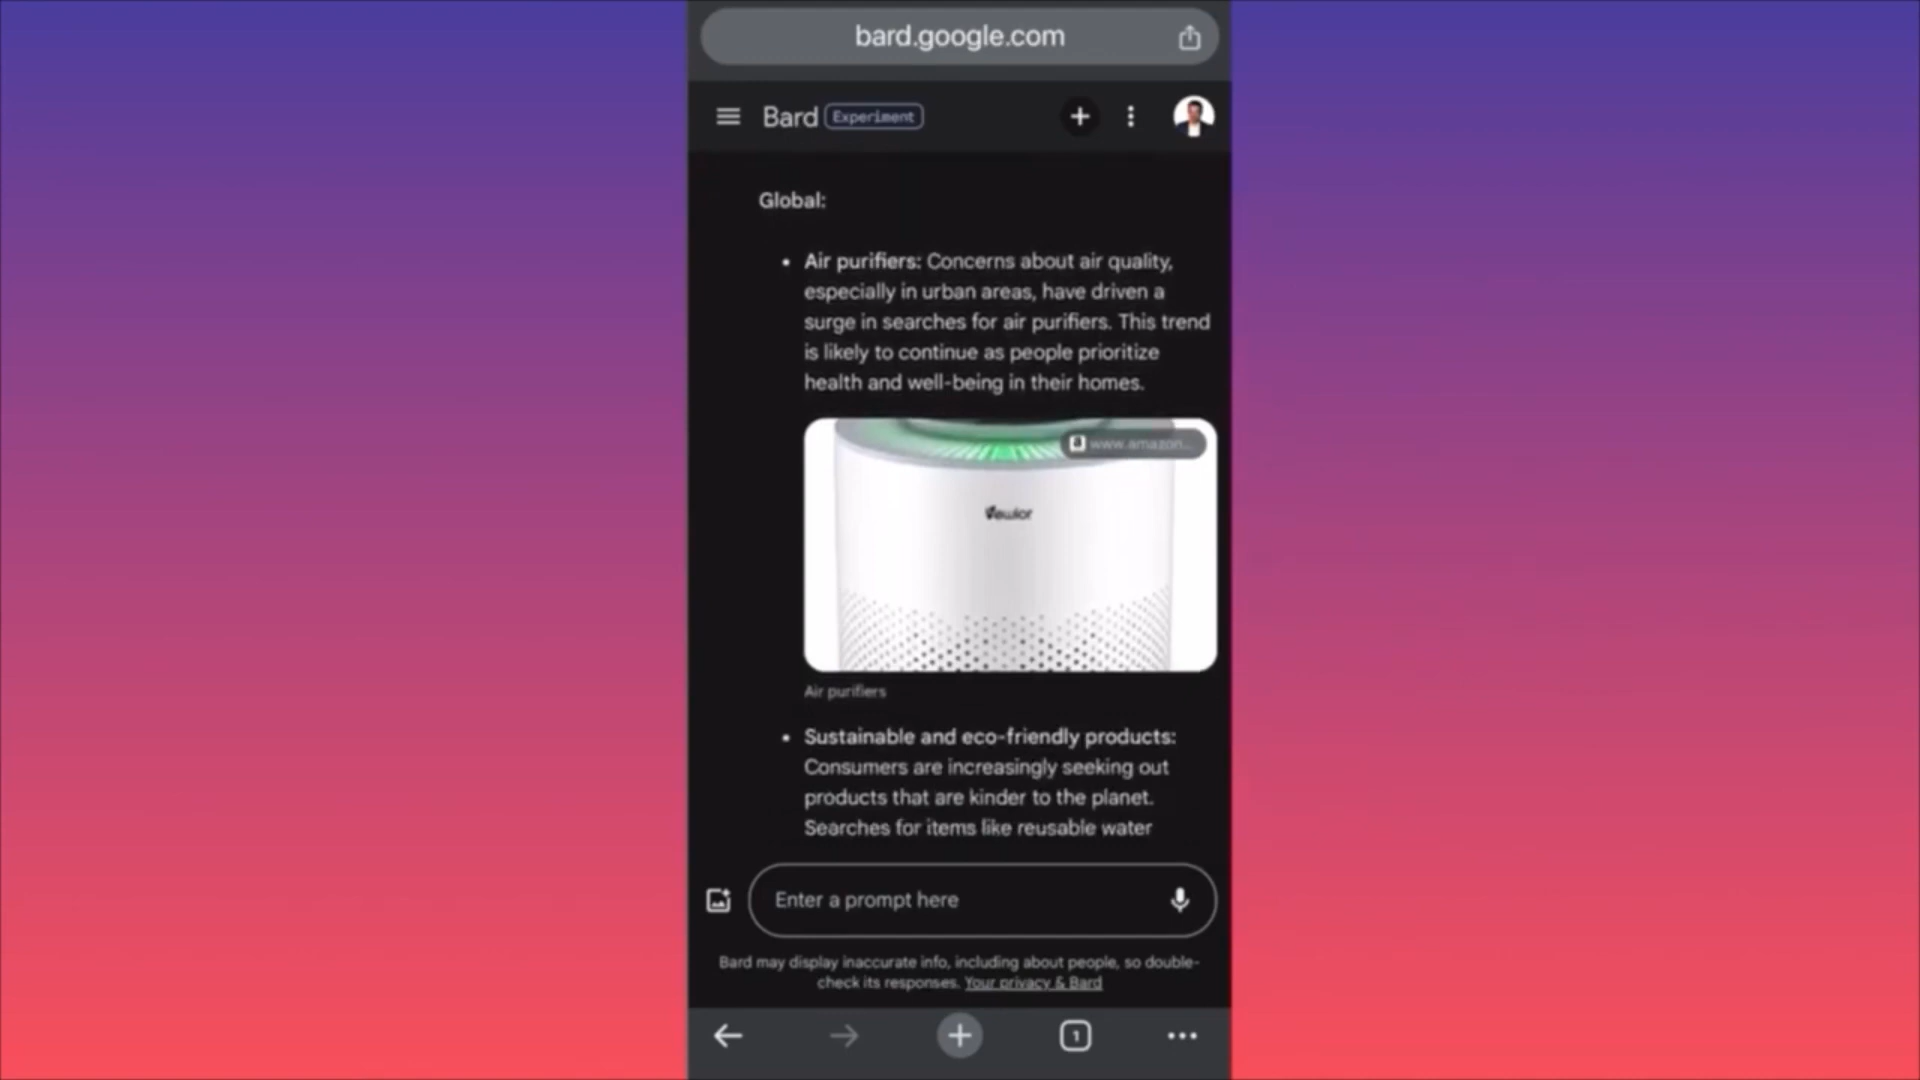 bard.google.com
Bard Experiment
Global:
• Air purifiers: Concerns about air quality,
especially in urban areas, have driven a
surge in searches for air purifiers. This trend
is likely to continue as people prioritize
health and well-being in their homes.
www.amazon...
Air purifiers
• Sustainable and eco-friendly products:
Consumers are increasingly seeking out
products that are kinder to the planet.
Searches for items like reusable water
Enter a prompt here
Bard may display inaccurate info, including about people, so double-
check its responses. Your privacy & Bard
1